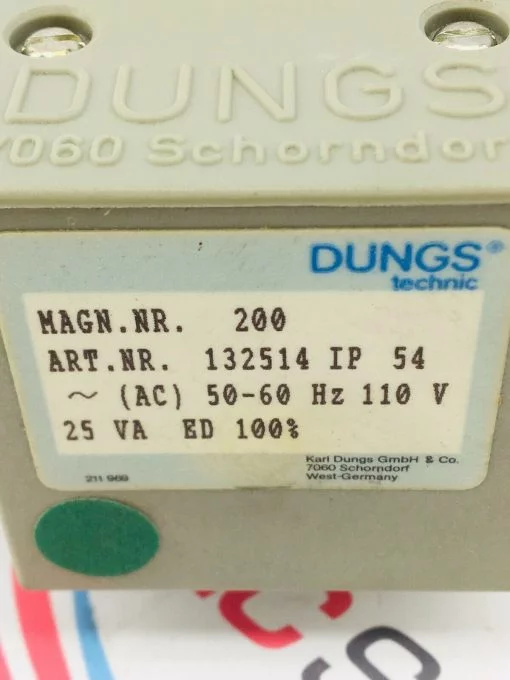 DUNGS
7060 Schorndorf
DUNGS®
technic
MAGN.NR. 200
ART.NR. 132514 IP 54
~ (AC) 50-60 Hz 110 V
25 VA ED 100%
Karl Dungs GmbH & Co.
7060 Schorndorf
West-Germany
211 969